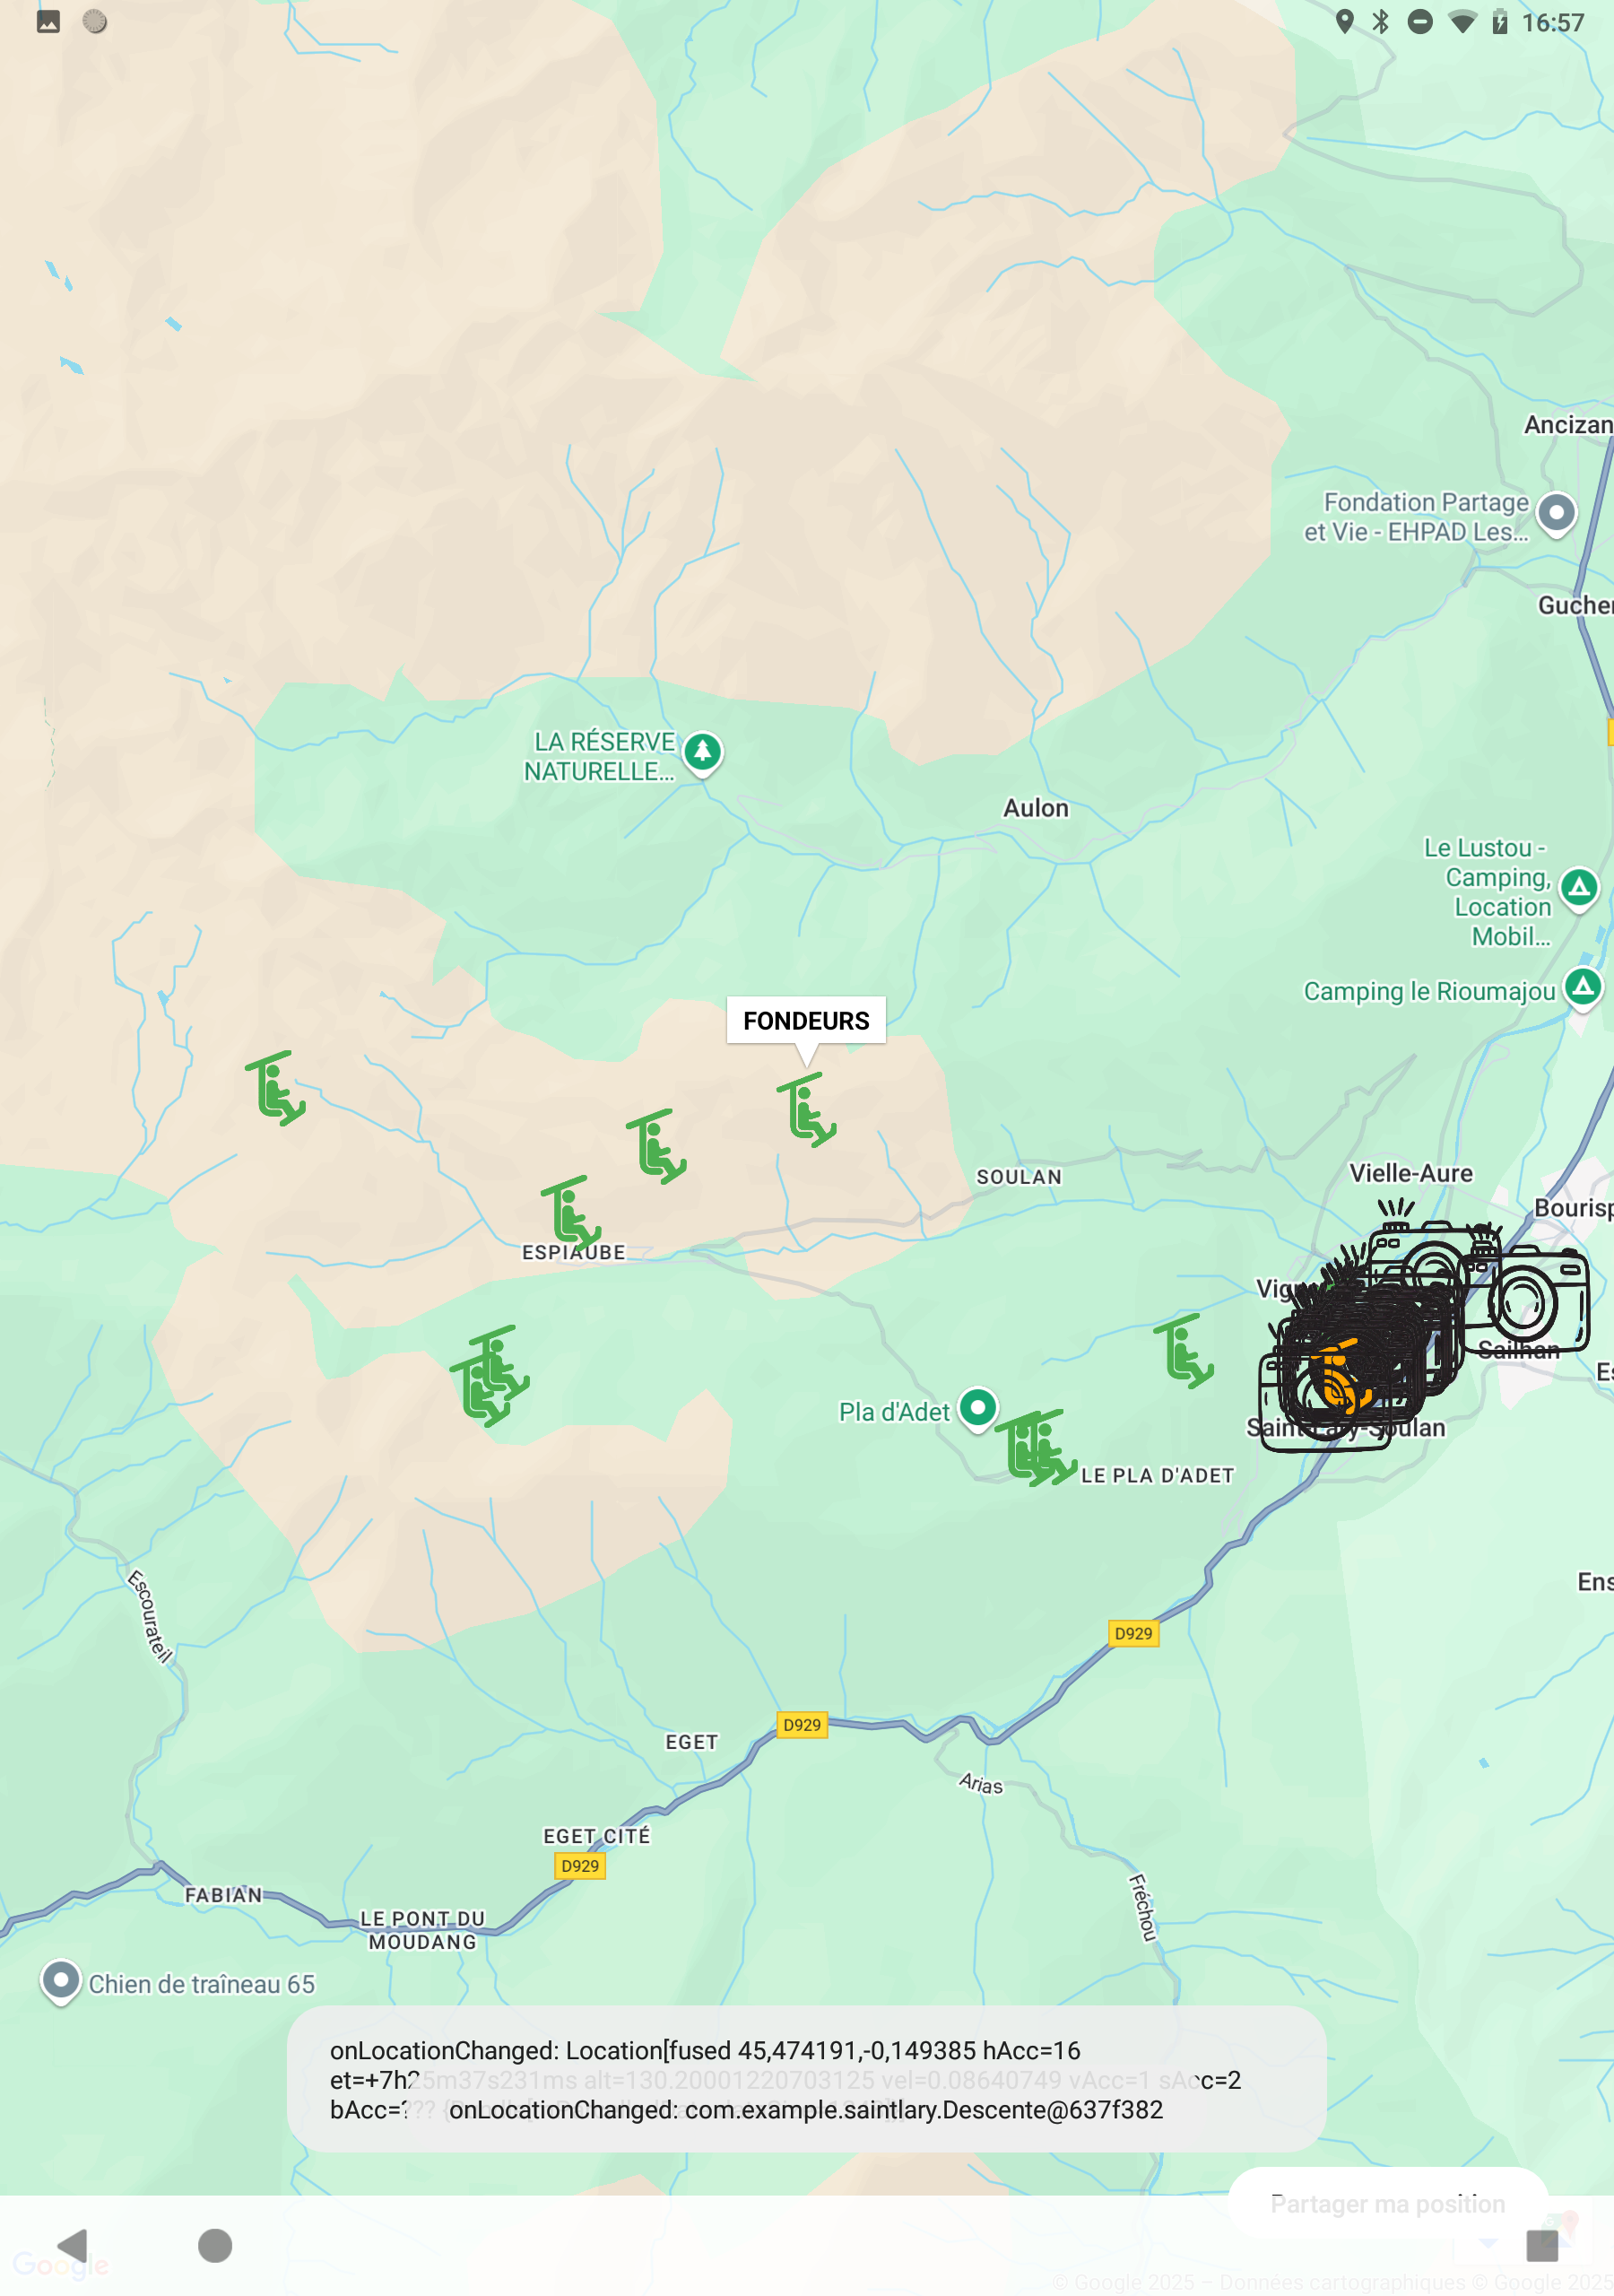 16:57
Ancizan
Fondation Partage
et Vie - EHPAD Les...
Guche
LA RÉSERVE
NATURELLE...
Aulon
Le Lustou -
Camping,
Location
Mobil...
Camping le Rioumajou
FONDEURS
SOULAN
Vielle-Aure
Bourisp
ESPIAUBE
Vign
Sailhan
Es
Pla d'Adet
Saint-Lary-Soulan
LE PLA D'ADET
Escourateil
Ens
D929
D929
EGET
Arias
EGET CITÉ
D929
Fréchou
FABIAN
LE PONT DU
MOUDANG
Chien de traîneau 65
onLocationChanged: Location[fused 45,474191,-0,149385 hAcc=16
et=+7h25m37s231ms alt=130.20001220703125 vel=0.08640749 vAcc=1 sAcc=2
bAcc=???
onLocationChanged: com.example.saintlary.Descente@637f382
Partager ma position
Google
© Google 2025 – Données cartographiques © Google 2025